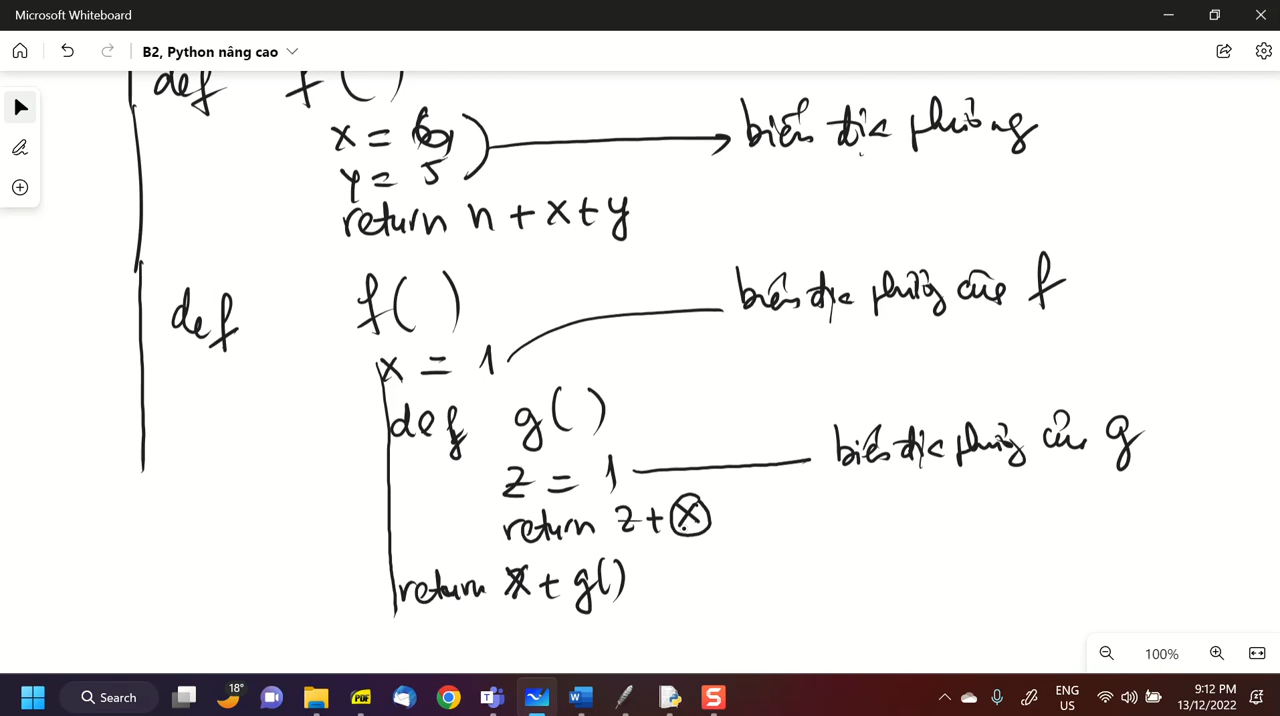 Microsoft Whiteboard
B2, Python nâng cao
def f()
x =
biến địa phương
y = 5
return n + x + y
def f()
biến địa phương của f
x = 1
def g()
z = 1
biến địa phương của g
return z + x
return x + g()
100%
Search
18°
PDF
ENG
US
9:12 PM
13/12/2022